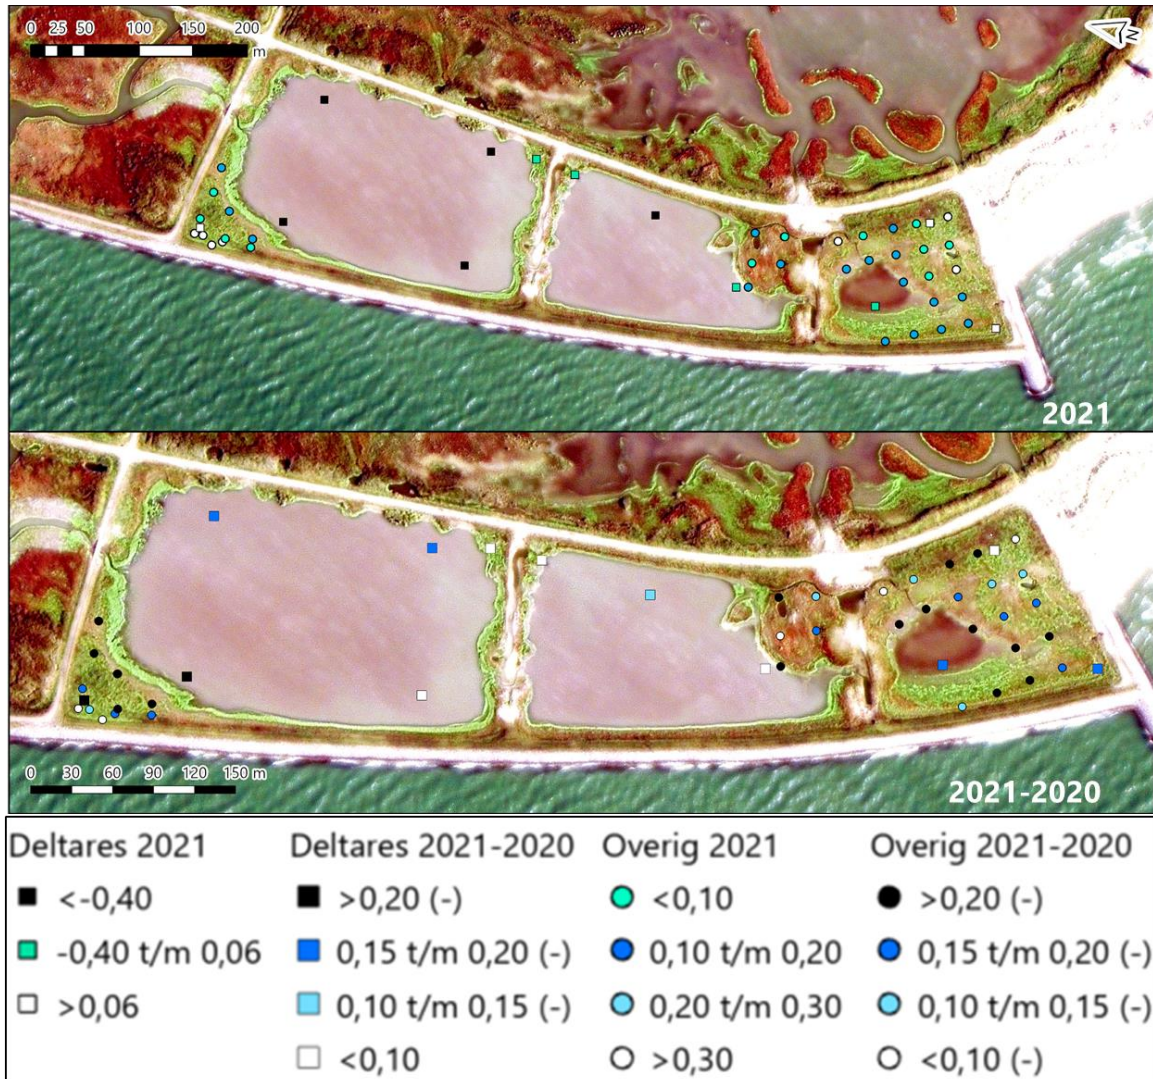 0 25 50 100 150 200
m
N
2021
0 30 60 90 120 150 m
2021-2020
Deltares 2021 Deltares 2021-2020 Overig 2021 Overig 2021-2020
<-0,40 >0,20 (-) <0,10 >0,20 (-)
-0,40 t/m 0,06 0,15 t/m 0,20 (-) 0,10 t/m 0,20 0,15 t/m 0,20 (-)
>0,06 0,10 t/m 0,15 (-) 0,20 t/m 0,30 0,10 t/m 0,15 (-)
<0,10 >0,30 <0,10 (-)